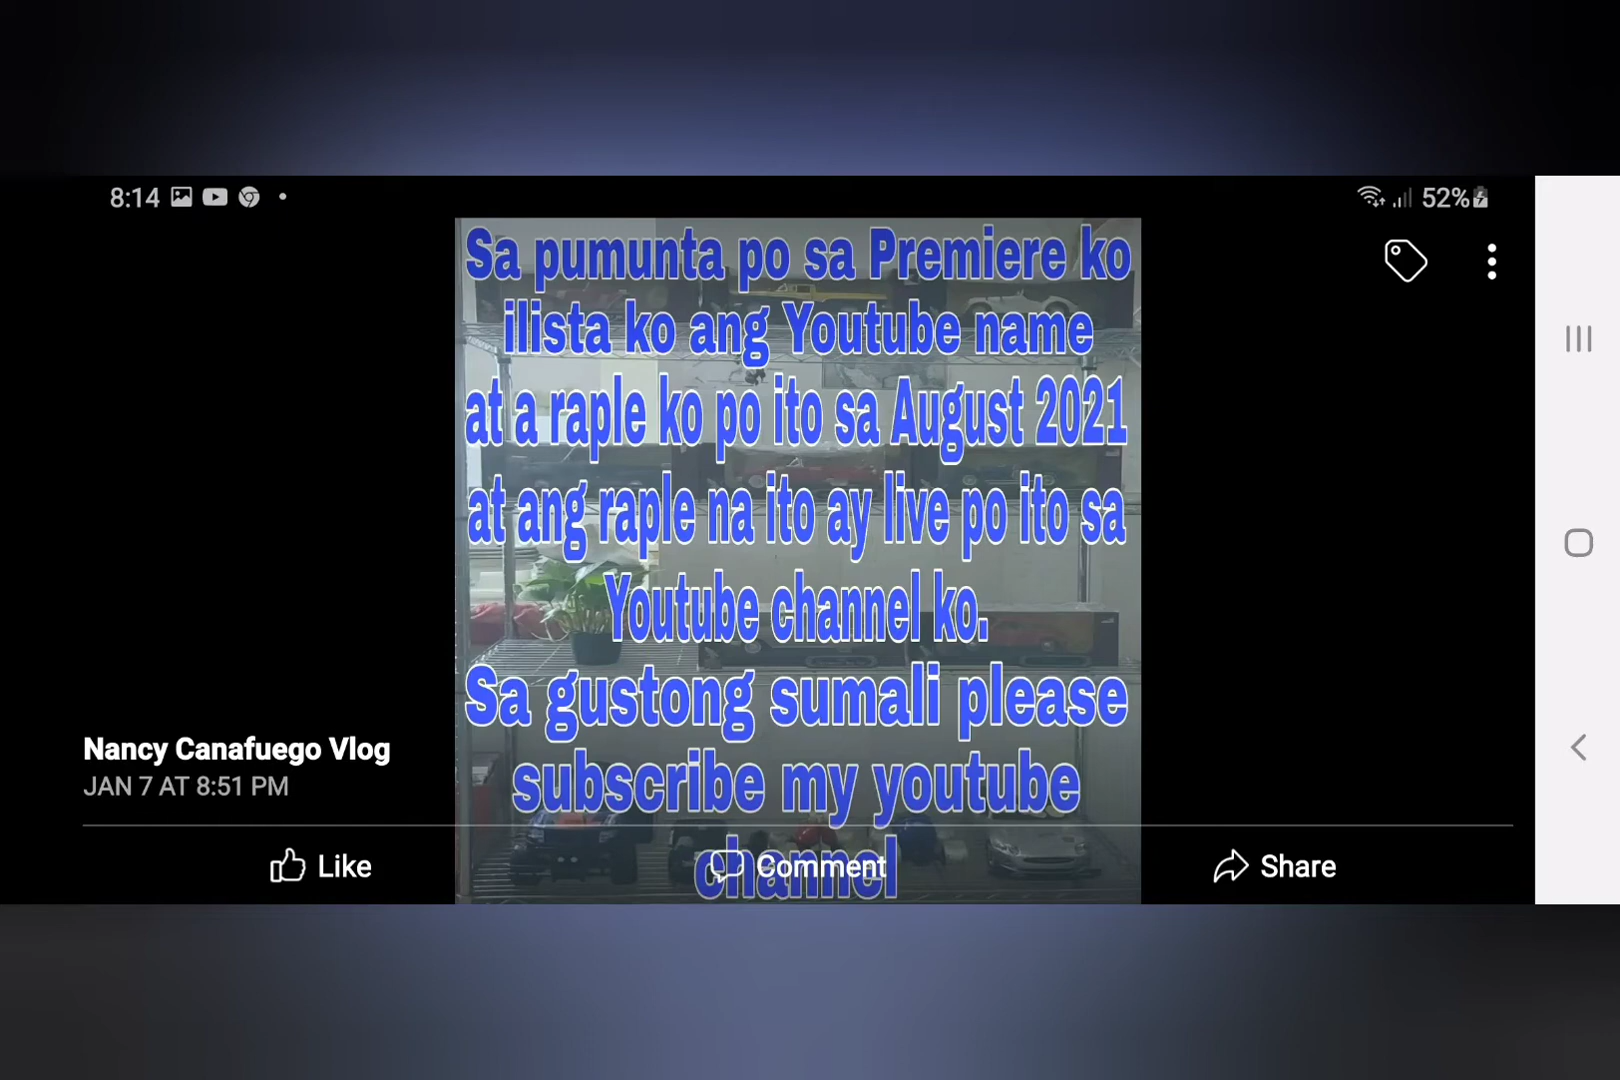 8:14
52%
Sa pumunta po sa Premiere ko
ilista ko ang Youtube name
at a raple ko po ito sa August 2021
at ang raple na ito ay live po ito sa
Youtube channel ko.
Sa gustong sumali please
subscribe my youtube
channel
Nancy Canafuego Vlog
JAN 7 AT 8:51 PM
Like
Comment
Share